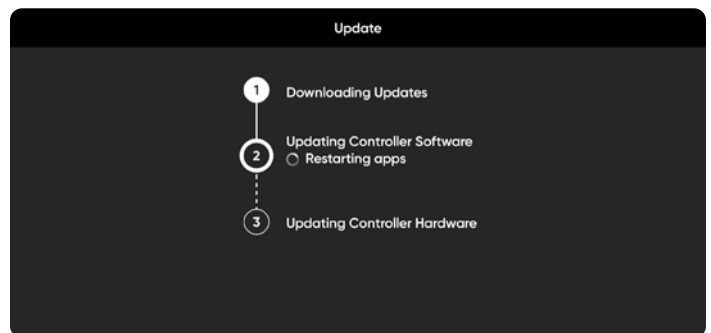 Update
1
Downloading Updates
Updating Controller Software
2
Restarting apps
3
Updating Controller Hardware